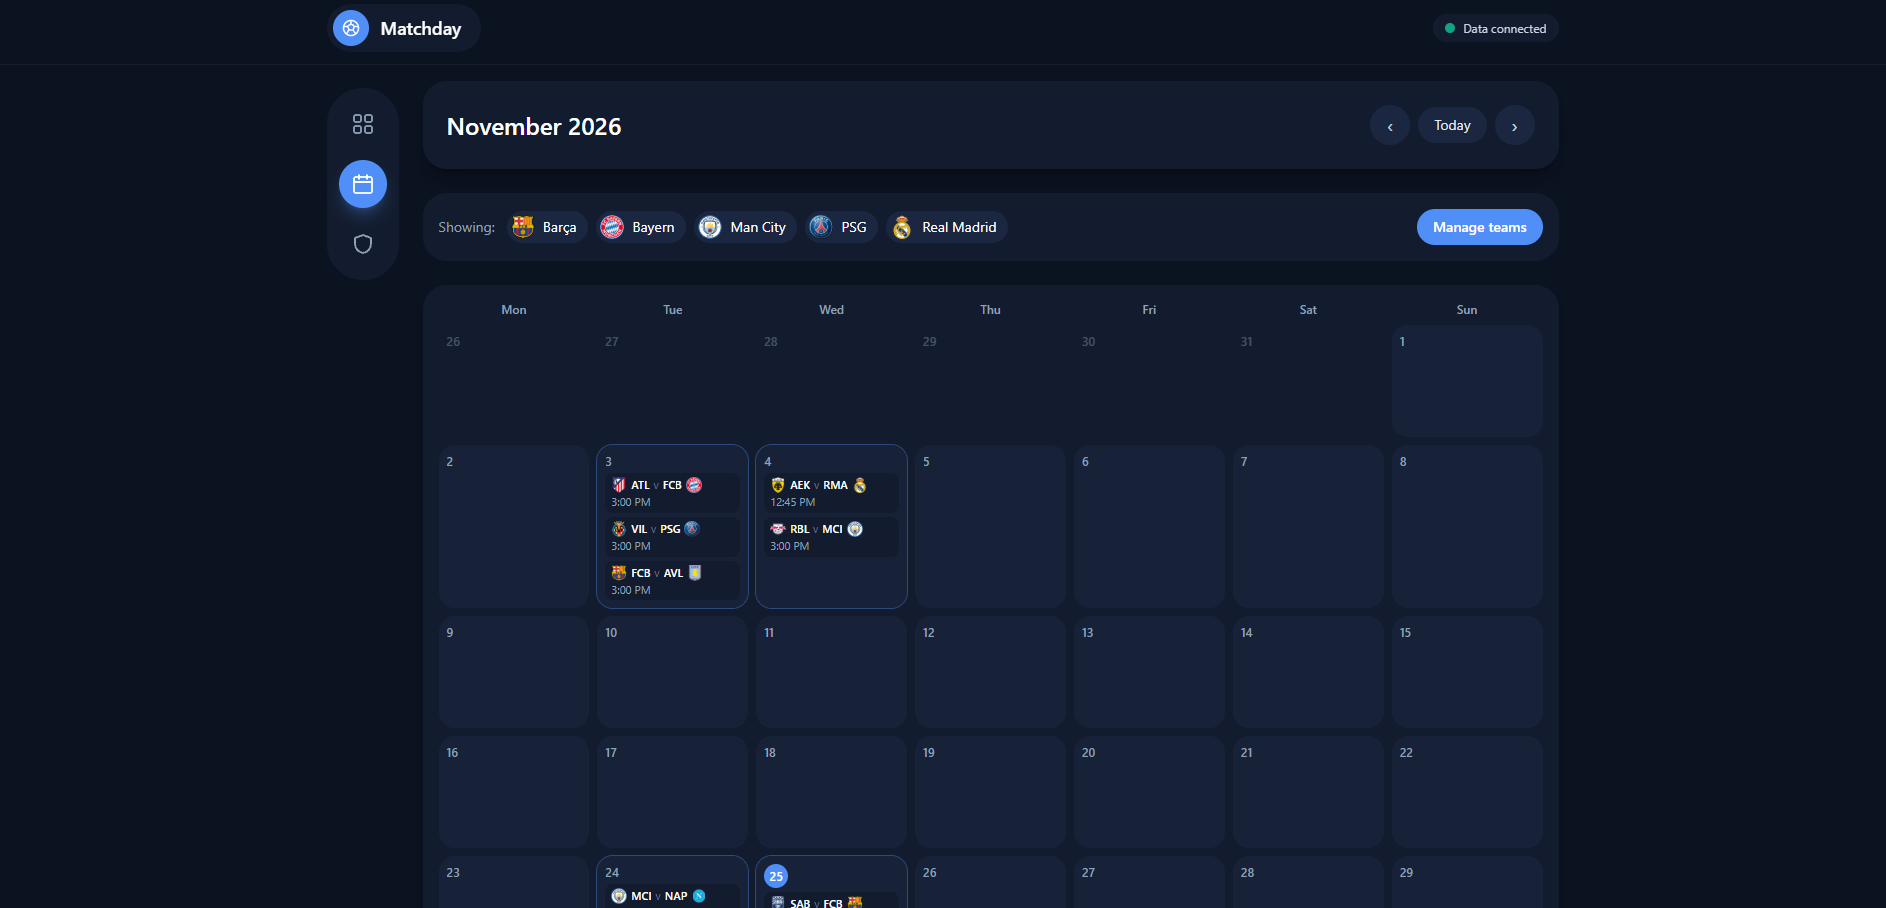 Matchday
Data connected
November 2026
‹ Today ›
Showing: Barça Bayern Man City PSG Real Madrid Manage teams
Mon Tue Wed Thu Fri Sat Sun
26 27 28 29 30 31 1
2 3 4 5 6 7 8
ATL v FCB
3:00 PM
VIL v PSG
3:00 PM
FCB v AVL
3:00 PM
AEK v RMA
12:45 PM
RBL v MCI
3:00 PM
9 10 11 12 13 14 15
16 17 18 19 20 21 22
23 24 25 26 27 28 29
MCI v NAP
SAB v FCB